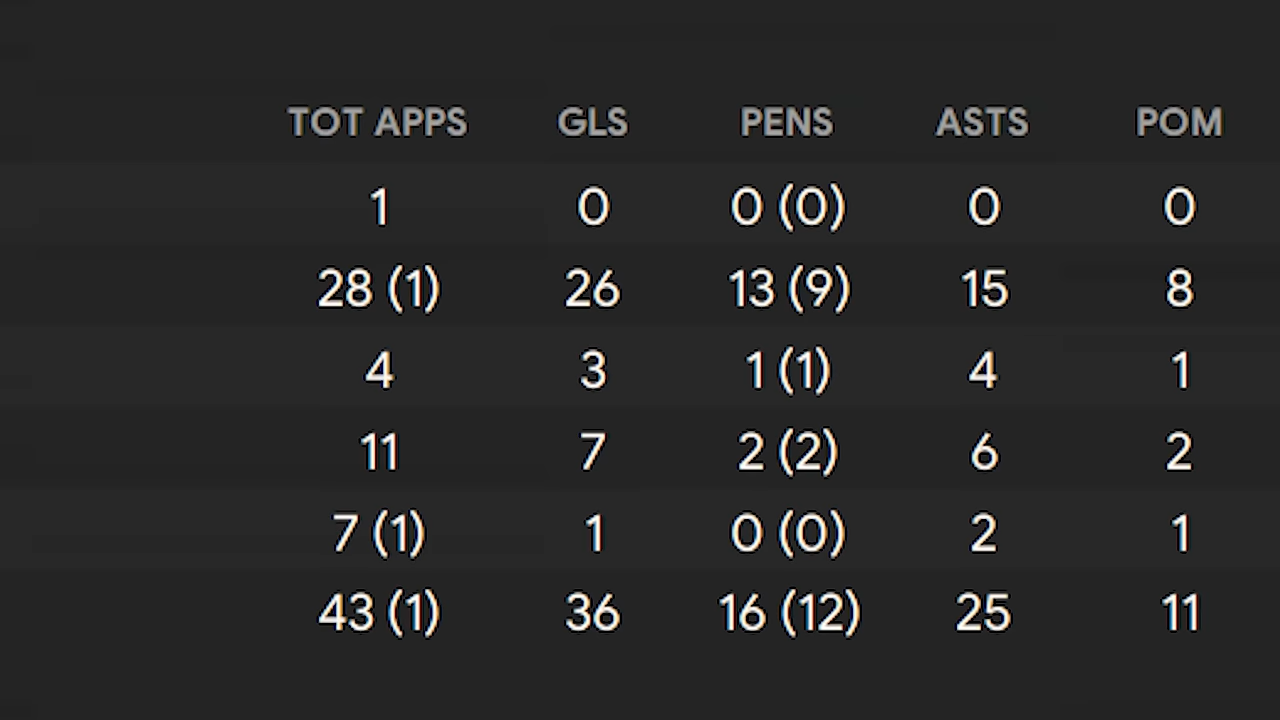 TOT APPS GLS PENS ASTS POM
1 0 0 (0) 0 0
28 (1) 26 13 (9) 15 8
4 3 1 (1) 4 1
11 7 2 (2) 6 2
7 (1) 1 0 (0) 2 1
43 (1) 36 16 (12) 25 11